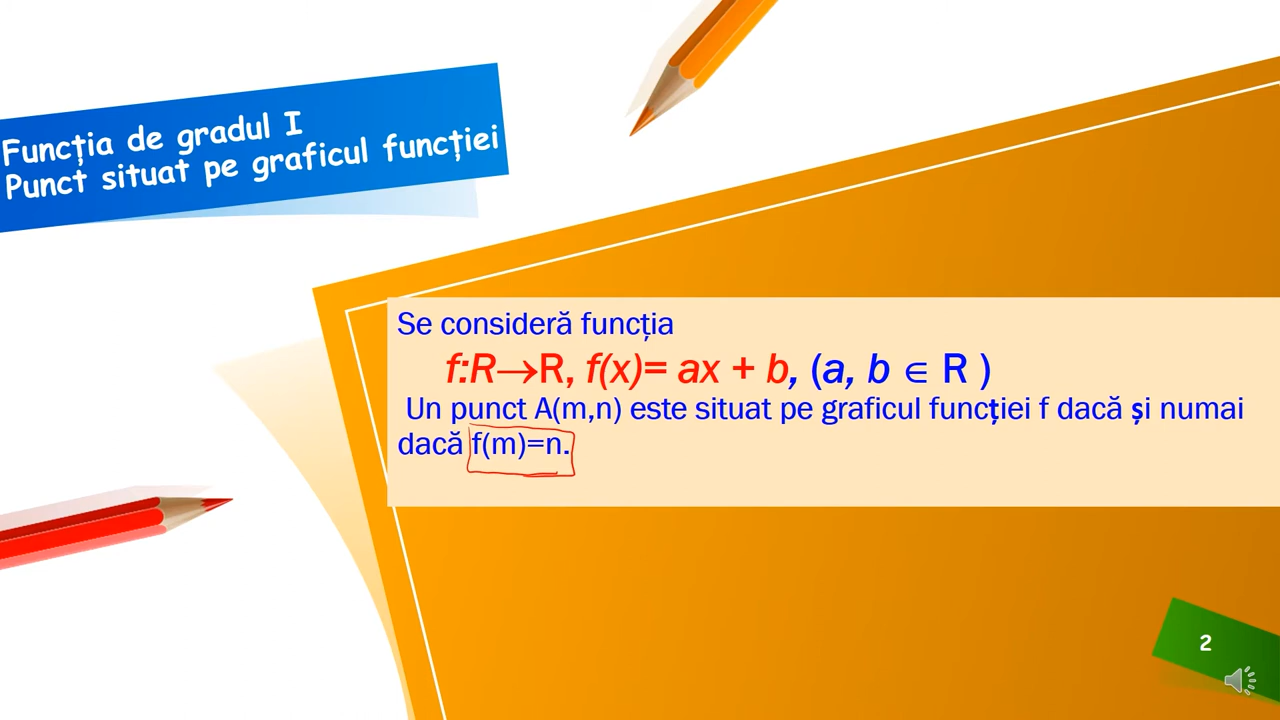 Funcția de gradul I
Punct situat pe graficul funcției
Se consideră funcția
f:R→R, f(x)= ax + b, (a, b ∈ R )
Un punct A(m,n) este situat pe graficul funcției f dacă și numai
dacă f(m)=n.
2